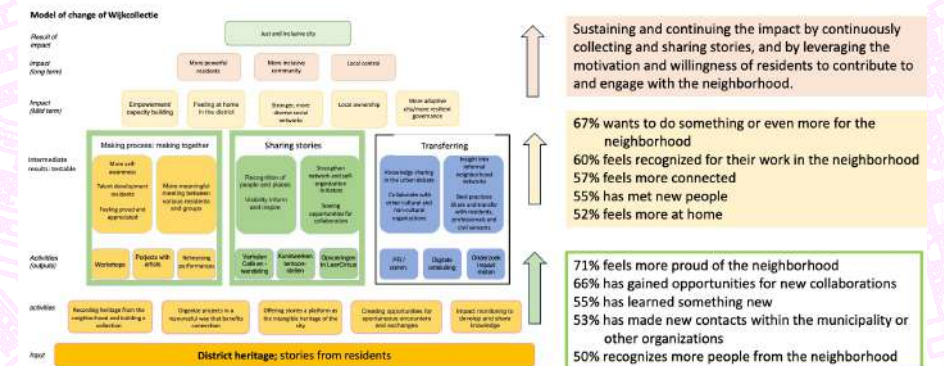 Model of change of Wijkcollectie
Result of
impact
Just and inclusive city
Impact
(long term)
More powerful
residents
More inclusive
community
Local control
Impact
(Mid term)
Empowerment
capacity building
Feeling at home
in the district
Stronger, more
diverse social
networks
Local ownership
More adaptive
city/more resilient
governance
Intermediate
results: testable
Making process: making together
More self-
awareness
Talent development
residents
Feeling proud and
appreciated
More meaningful
meeting between
various residents
and groups
Sharing stories
Recognition of
people and places
Visibility inform
and inspire
Strengthen
network and self-
organization
initiators
Seeing
opportunities for
collaboration
Transferring
Knowledge sharing
in the urban debate
Collaborate with
other cultural and
non-cultural
organizations
Insight into
informal
neighborhood
networks
Best practices
share and transfer
with residents,
professionals and
civil servants
Activities
(outputs)
Workshops
Projects with
artists
Rehearsing
performances
Verhalen
Café en -
wandeling
Kunstwerken
tentoon-
stellen
Opvoeringen
in LeerCircus
PR/
comm.
Digitale
ontsluiting
Onderzoek
impact
meten
activities
Recording heritage from the
neighborhood and building a
collection
Organize projects in a
resourceful way that benefits
connection
Offering stories a platform as
the intangible heritage of the
city
Creating opportunities for
spontaneous encounters
and exchanges
Impact monitoring to
develop and share
knowledge
Input
District heritage; stories from residents
Sustaining and continuing the impact by continuously
collecting and sharing stories, and by leveraging the
motivation and willingness of residents to contribute to
and engage with the neighborhood.
67% wants to do something or even more for the
neighborhood
60% feels recognized for their work in the neighborhood
57% feels more connected
55% has met new people
52% feels more at home
71% feels more proud of the neighborhood
66% has gained opportunities for new collaborations
55% has learned something new
53% has made new contacts within the municipality or
other organizations
50% recognizes more people from the neighborhood